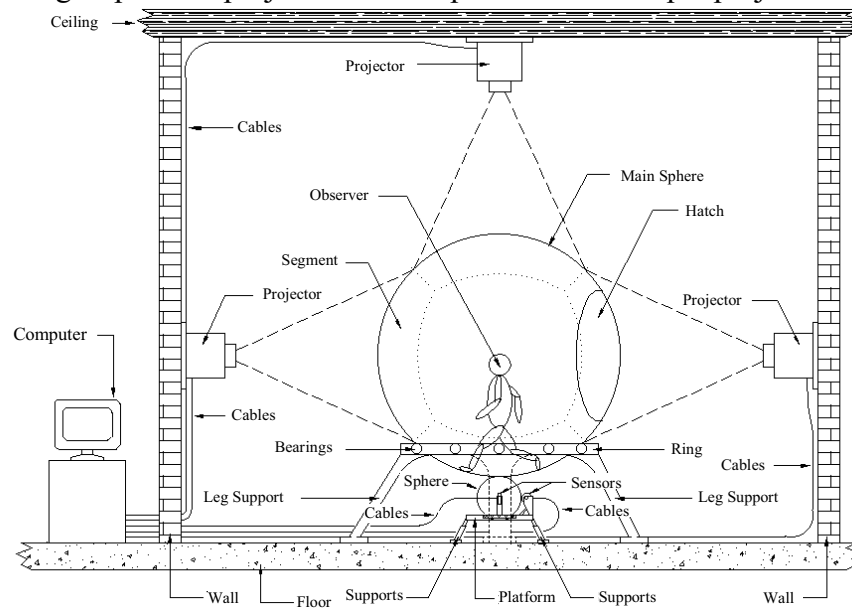 Ceiling
Projector
Cables
Main Sphere
Observer
Hatch
Segment
Projector
Projector
Computer
Cables
Bearings
Ring
Cables
Sphere
Sensors
Leg Support
Leg Support
Cables
Cables
Wall
Floor
Supports
Platform
Supports
Wall